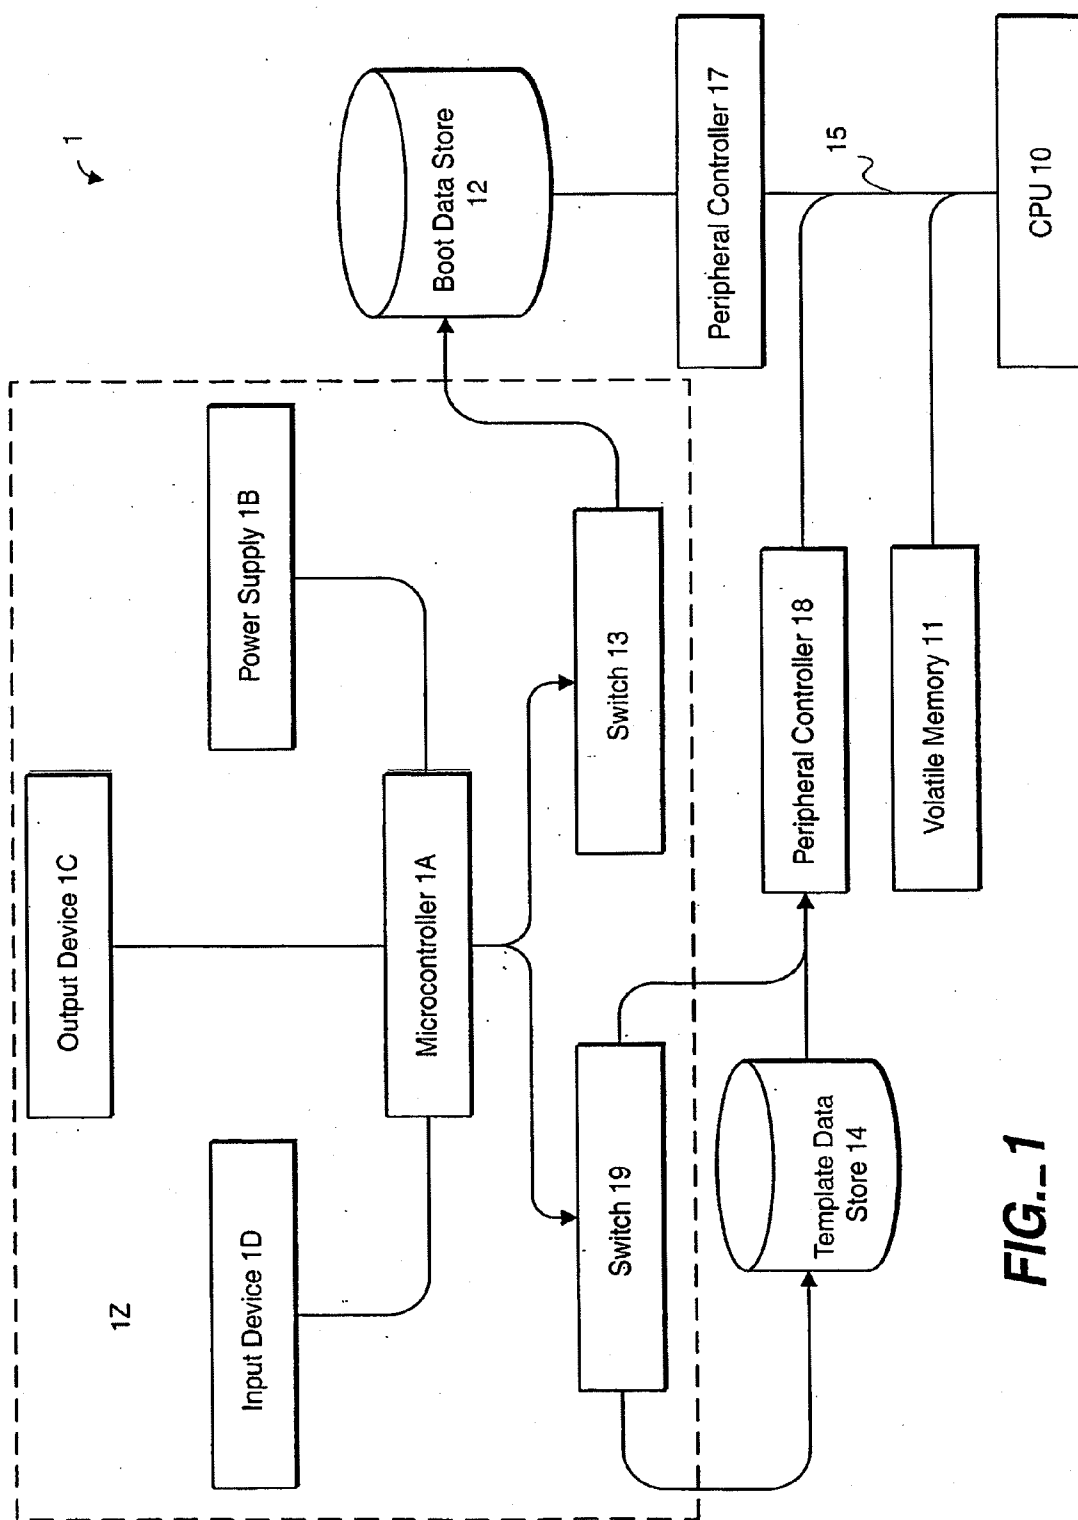 1
1Z
Output Device 1C
Input Device 1D
Power Supply 1B
Microcontroller 1A
Switch 19
Switch 13
Boot Data Store
12
Template Data
Store 14
Peripheral Controller 18
Peripheral Controller 17
Volatile Memory 11
15
CPU 10
FIG._1